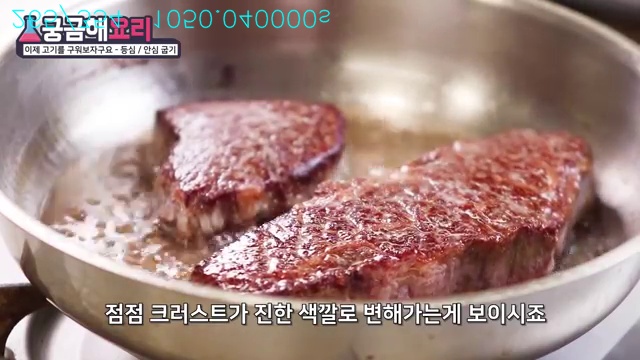 1050.040000s
궁금해요리
이제 고기를 구워보자구요 - 등심 / 안심 굽기
점점 크러스트가 진한 색깔로 변해가는게 보이시죠